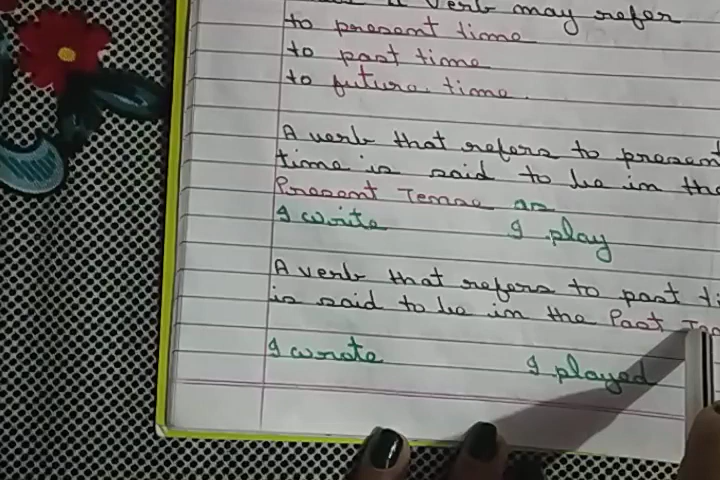 a verb may refer
to present time
to past time
to future time.
A verb that refers to present
time is said to be in the
Present Tense as
I write I play
A verb that refers to past ti
is said to be in the Past Ten
I wrote I played